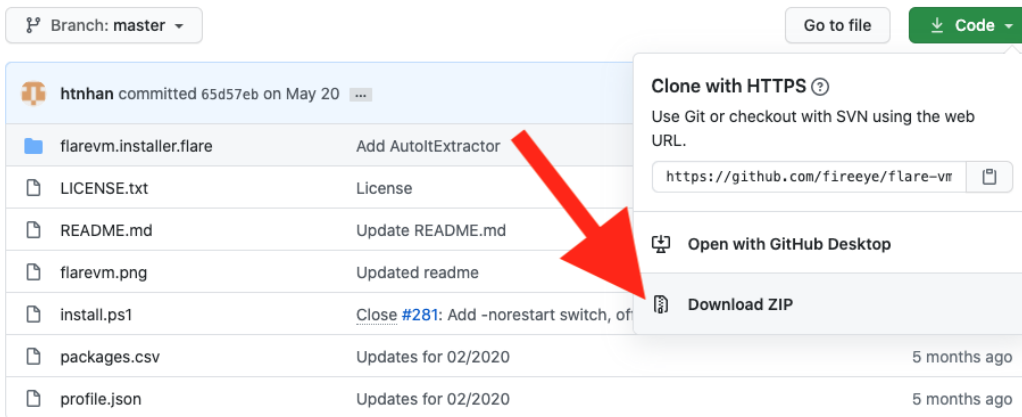 Branch: master
Go to file
Code
htnhan committed 65d57eb on May 20 ...
Clone with HTTPS ?
Use Git or checkout with SVN using the web
URL.
https://github.com/fireeye/flare-vm
Open with GitHub Desktop
Download ZIP
flarevm.installer.flare Add AutoItExtractor
LICENSE.txt License
README.md Update README.md
flarevm.png Updated readme
install.ps1 Close #281: Add -norestart switch,
packages.csv Updates for 02/2020 5 months ago
profile.json Updates for 02/2020 5 months ago